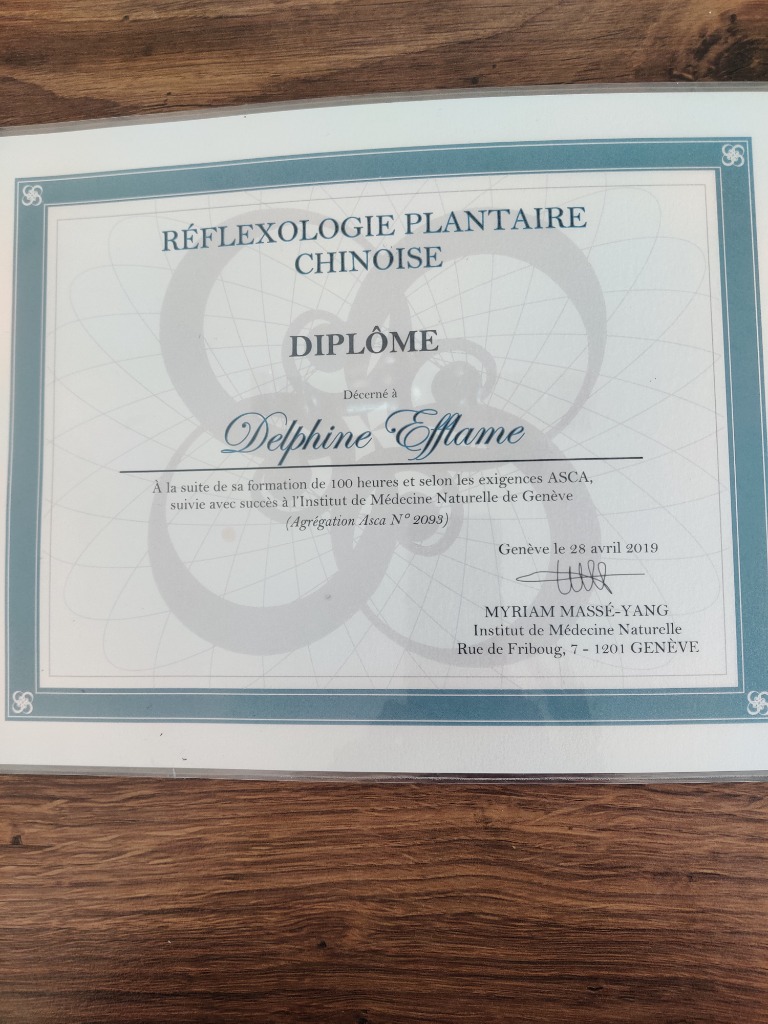 RÉFLEXOLOGIE PLANTAIRE
CHINOISE
DIPLÔME
Décerné à
Delphine Efflame
À la suite de sa formation de 100 heures et selon les exigences ASCA,
suivie avec succès à l'Institut de Médecine Naturelle de Genève
(Agrégation Asca N° 2093)
Genève le 28 avril 2019
MYRIAM MASSÉ-YANG
Institut de Médecine Naturelle
Rue de Friboug, 7 - 1201 GENÈVE